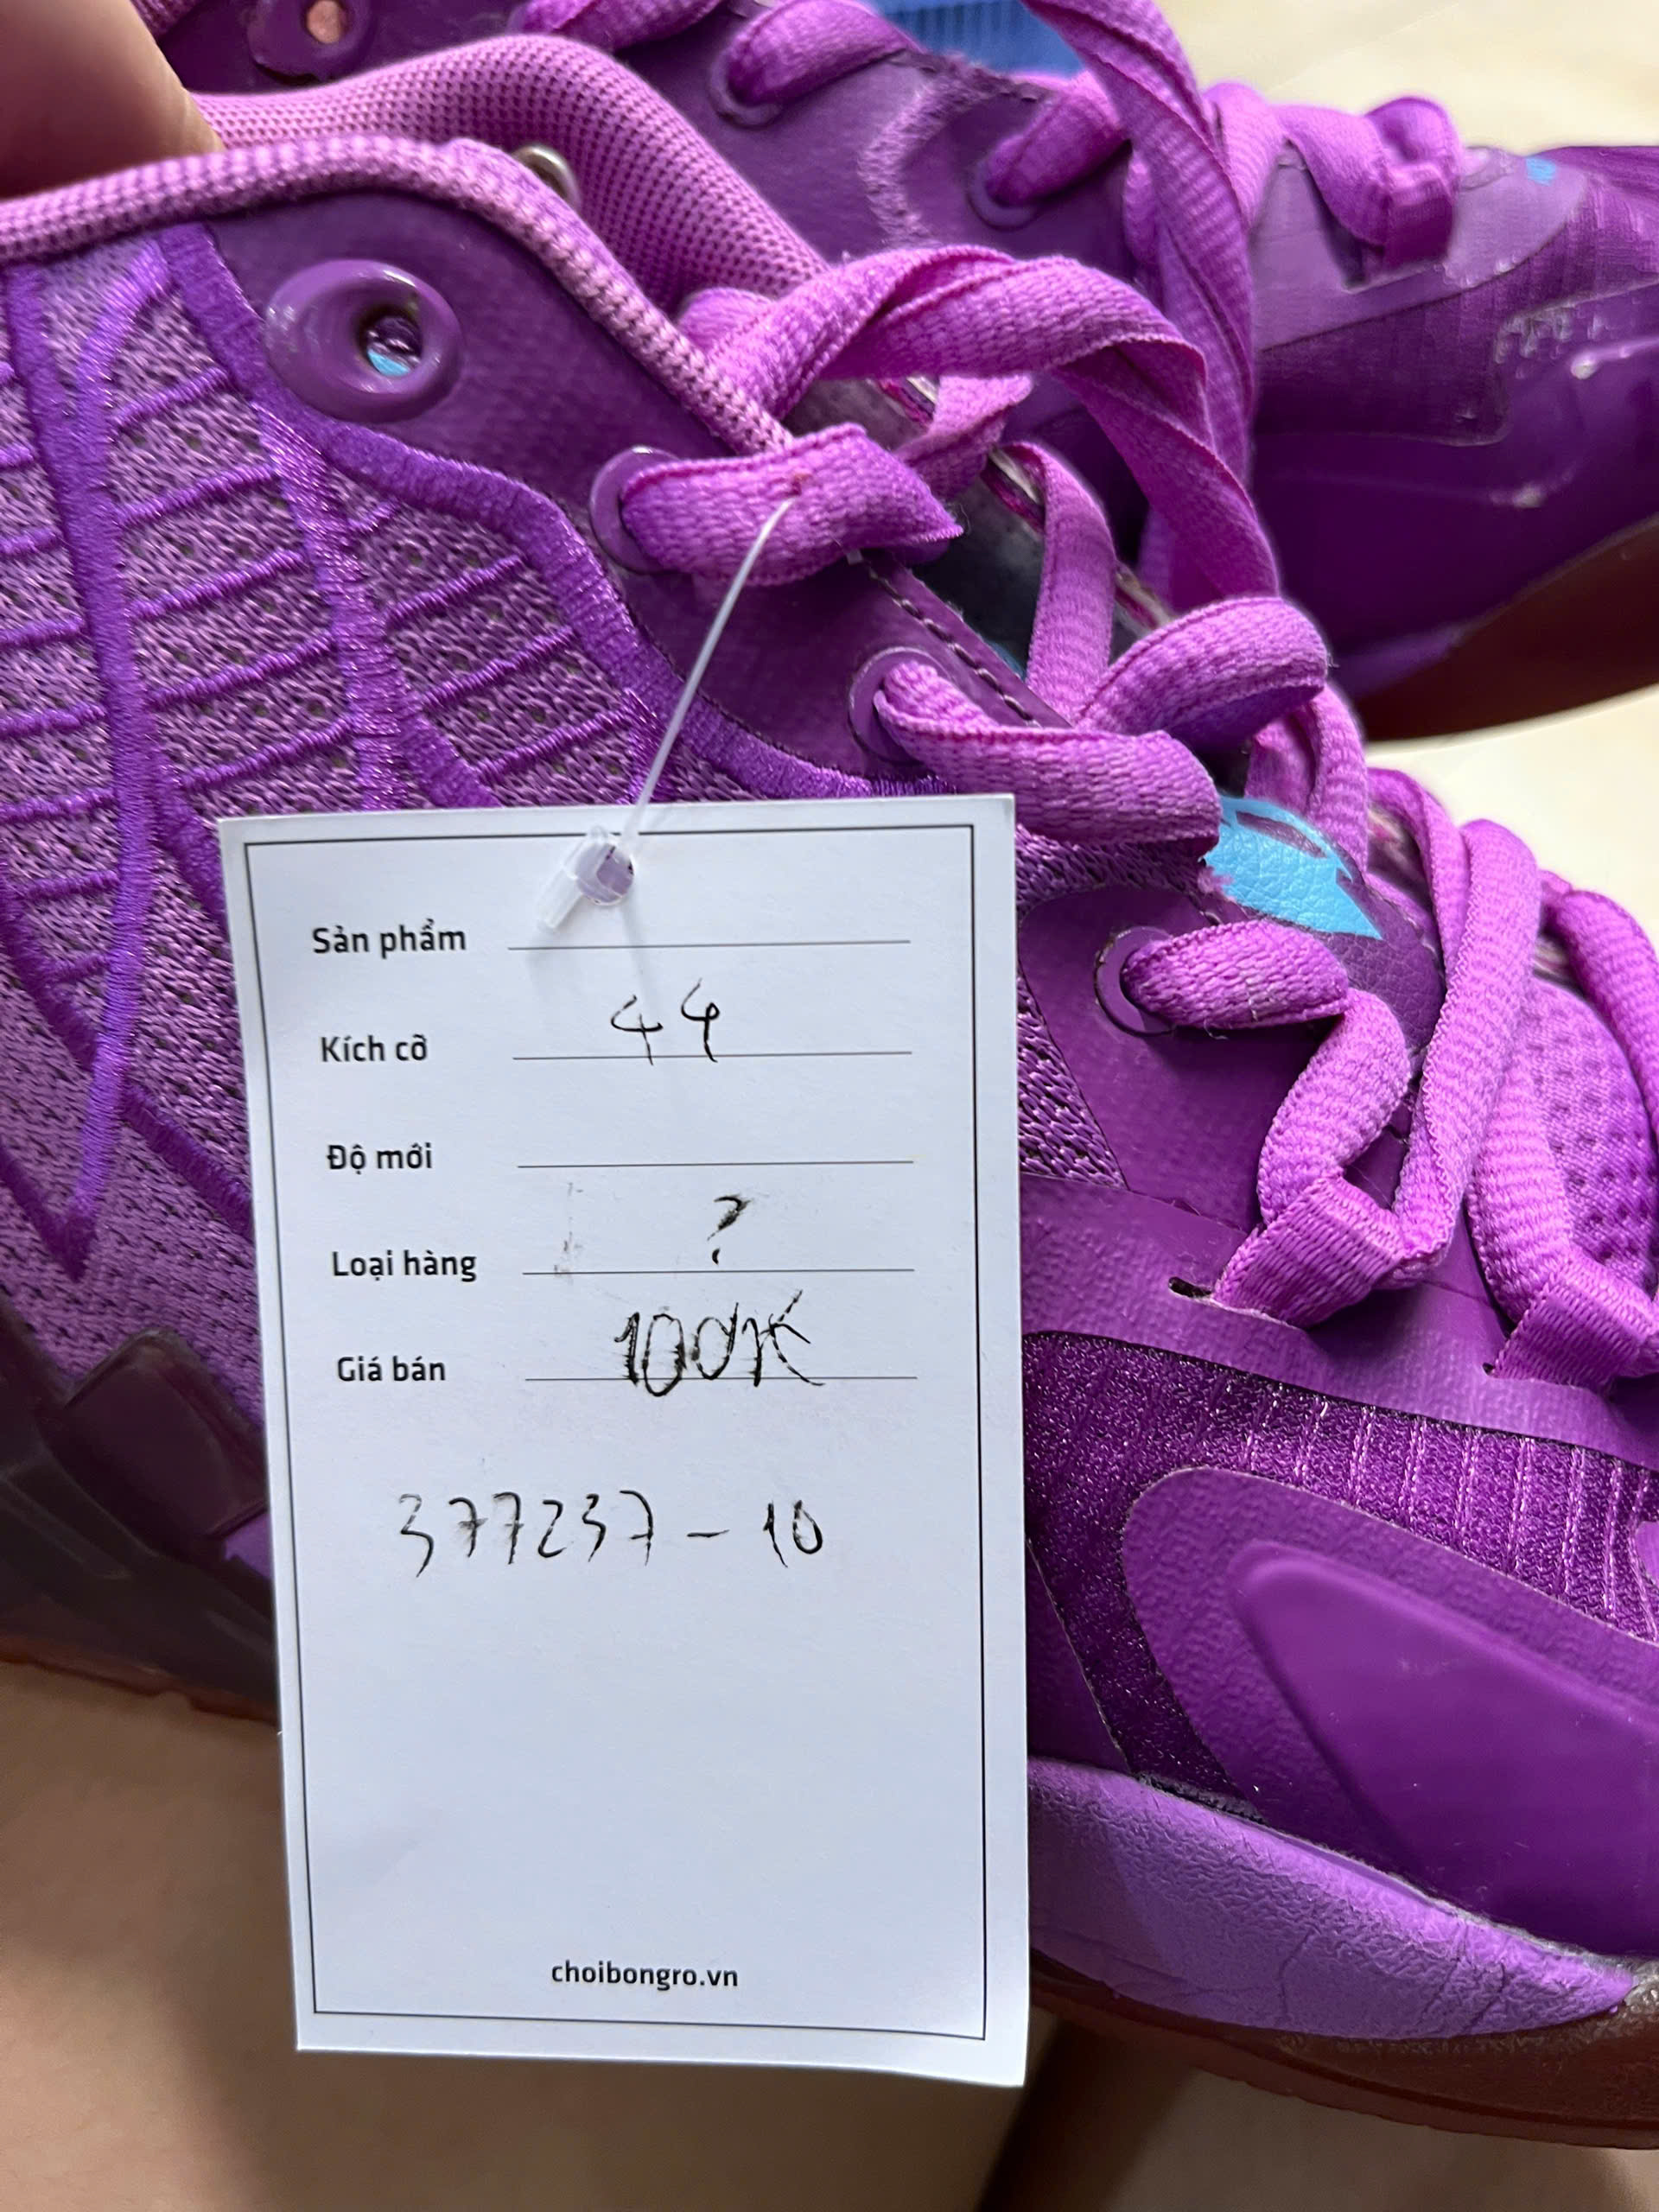 Sản phẩm
Kích cỡ 44
Độ mới
Loại hàng ?
Giá bán 100K
377237 - 10
choibongro.vn